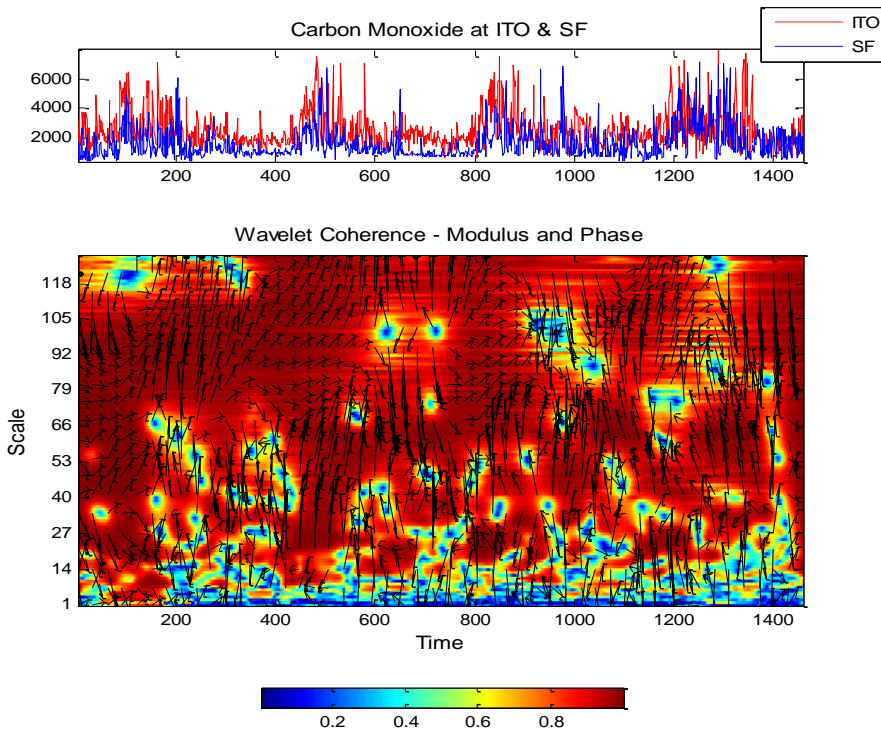 Carbon Monoxide at ITO & SF
ITO
SF
6000
4000
2000
200 400 600 800 1000 1200 1400
Wavelet Coherence - Modulus and Phase
Scale
118
105
92
79
66
53
40
27
14
1
200 400 600 800 1000 1200 1400
Time
0.2 0.4 0.6 0.8